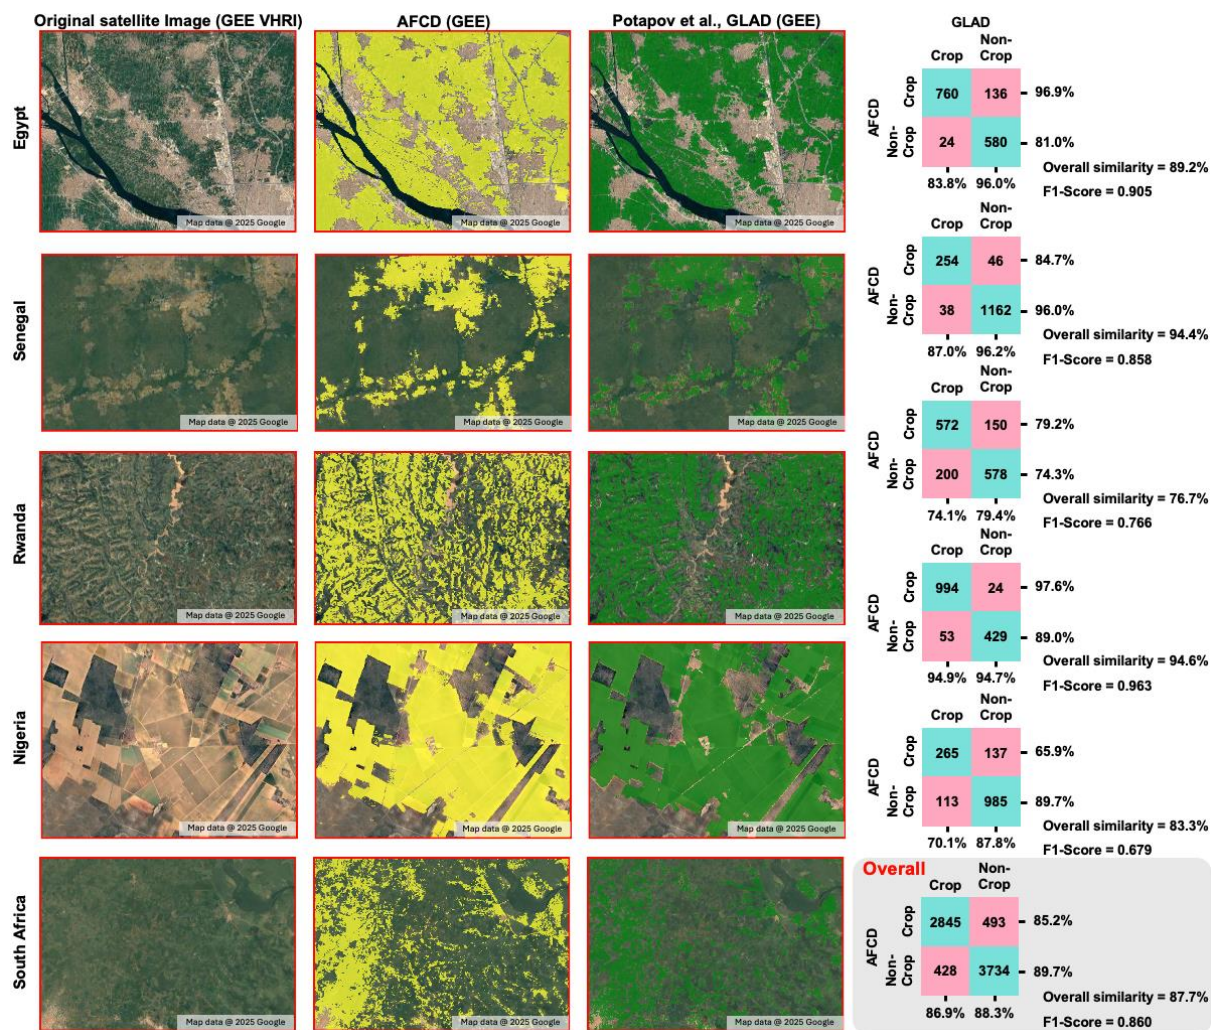 Original satellite Image (GEE VHRI)
AFCD (GEE)
Potapov et al., GLAD (GEE)
Egypt
Map data @ 2025 Google
Map data @ 2025 Google
Map data @ 2025 Google
GLAD
Crop
Non-Crop
AFCD
Crop
760
136
96.9%
Non-Crop
24
580
81.0%
83.8%
96.0%
Overall similarity = 89.2%
F1-Score = 0.905
Senegal
Map data @ 2025 Google
Map data @ 2025 Google
Map data @ 2025 Google
Crop
Non-Crop
AFCD
Crop
254
46
84.7%
Non-Crop
38
1162
96.0%
87.0%
96.2%
Overall similarity = 94.4%
F1-Score = 0.858
Rwanda
Map data @ 2025 Google
Map data @ 2025 Google
Map data @ 2025 Google
Crop
Non-Crop
AFCD
Crop
572
150
79.2%
Non-Crop
200
578
74.3%
74.1%
79.4%
Overall similarity = 76.7%
F1-Score = 0.766
Nigeria
Map data @ 2025 Google
Map data @ 2025 Google
Map data @ 2025 Google
Crop
Non-Crop
AFCD
Crop
994
24
97.6%
Non-Crop
53
429
89.0%
94.9%
94.7%
Overall similarity = 94.6%
F1-Score = 0.963
South Africa
Map data @ 2025 Google
Map data @ 2025 Google
Map data @ 2025 Google
Crop
Non-Crop
AFCD
Crop
265
137
65.9%
Non-Crop
113
985
89.7%
70.1%
87.8%
Overall similarity = 83.3%
F1-Score = 0.679
Overall
Crop
Non-Crop
AFCD
Crop
2845
493
85.2%
Non-Crop
428
3734
89.7%
86.9%
88.3%
Overall similarity = 87.7%
F1-Score = 0.860